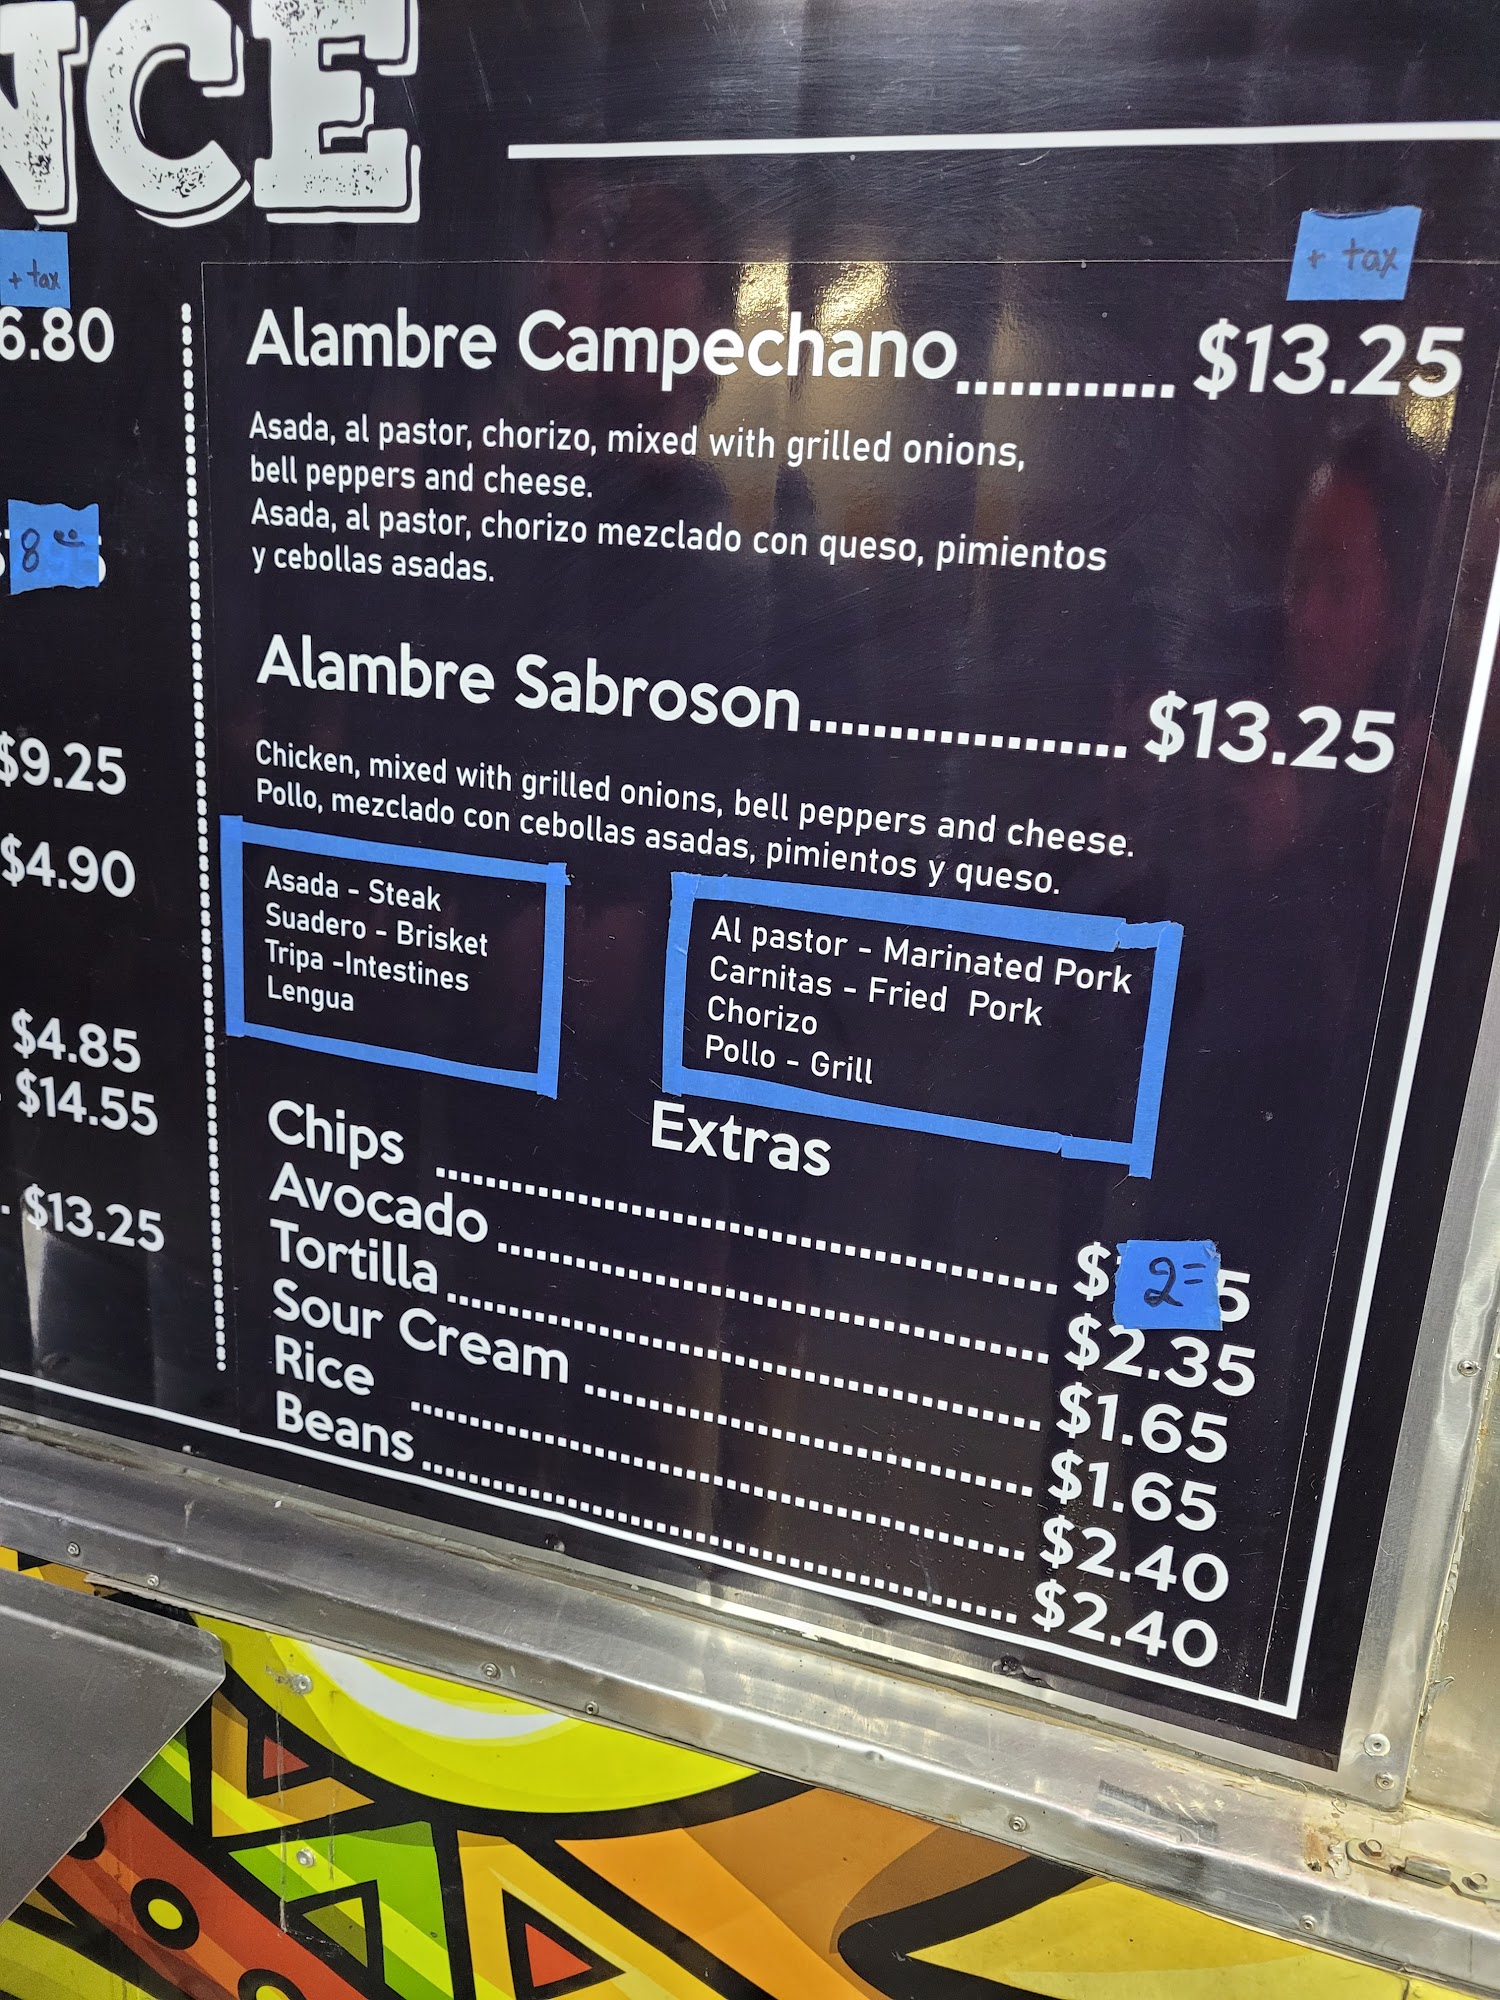 NCE
+ tax
6.80
8
$9.25
$4.90
$4.85
$14.55
$13.25
+ tax
Alambre Campechano............ $13.25
Asada, al pastor, chorizo, mixed with grilled onions,
bell peppers and cheese.
Asada, al pastor, chorizo mezclado con queso, pimientos
y cebollas asadas.
Alambre Sabroson.................... $13.25
Chicken, mixed with grilled onions, bell peppers and cheese.
Pollo, mezclado con cebollas asadas, pimientos y queso.
Asada - Steak
Suadero - Brisket
Tripa -Intestines
Lengua
Al pastor - Marinated Pork
Carnitas - Fried Pork
Chorizo
Pollo - Grill
Extras
Chips ........ $ 2= 5
Avocado ........ $2.35
Tortilla ........ $1.65
Sour Cream ........ $1.65
Rice ........ $2.40
Beans ........ $2.40